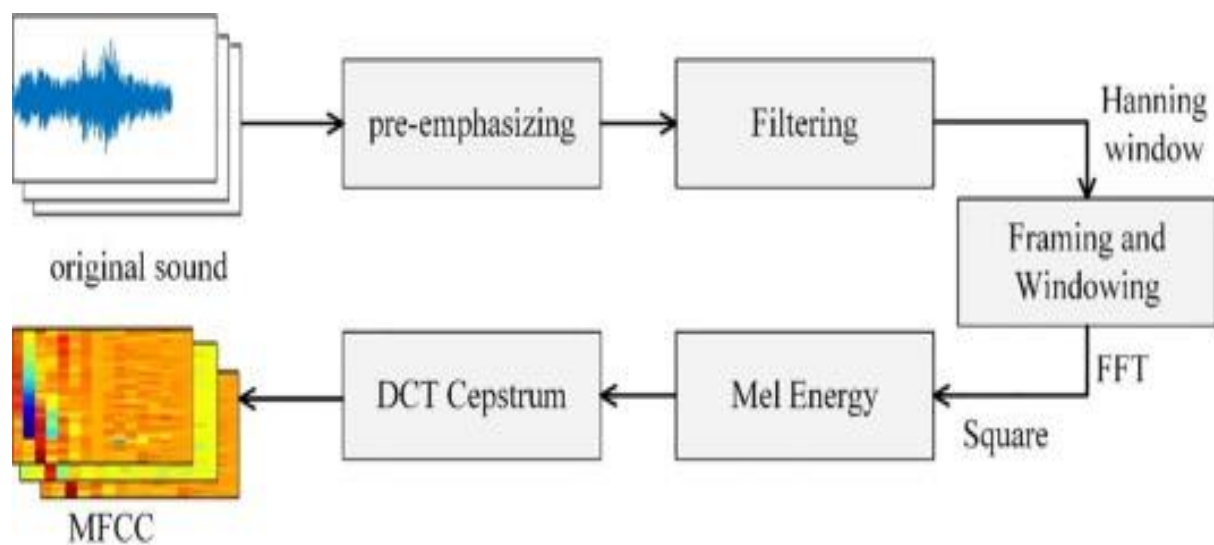 original sound
pre-emphasizing
Filtering
Hanning
window
Framing and
Windowing
FFT
Square
Mel Energy
DCT Cepstrum
MFCC